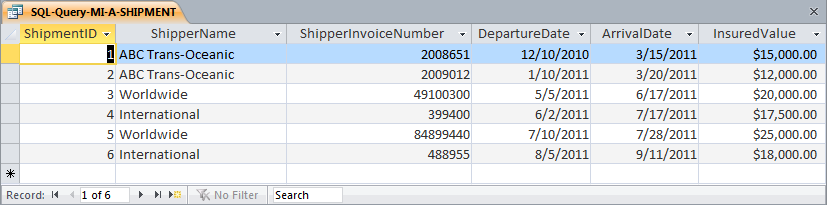 SQL-Query-MI-A-SHIPMENT
ShipmentID ShipperName ShipperInvoiceNumber DepartureDate ArrivalDate InsuredValue
1 ABC Trans-Oceanic 2008651 12/10/2010 3/15/2011 $15,000.00
2 ABC Trans-Oceanic 2009012 1/10/2011 3/20/2011 $12,000.00
3 Worldwide 49100300 5/5/2011 6/17/2011 $20,000.00
4 International 399400 6/2/2011 7/17/2011 $17,500.00
5 Worldwide 84899440 7/10/2011 7/28/2011 $25,000.00
6 International 488955 8/5/2011 9/11/2011 $18,000.00
Record: 1 of 6 No Filter Search